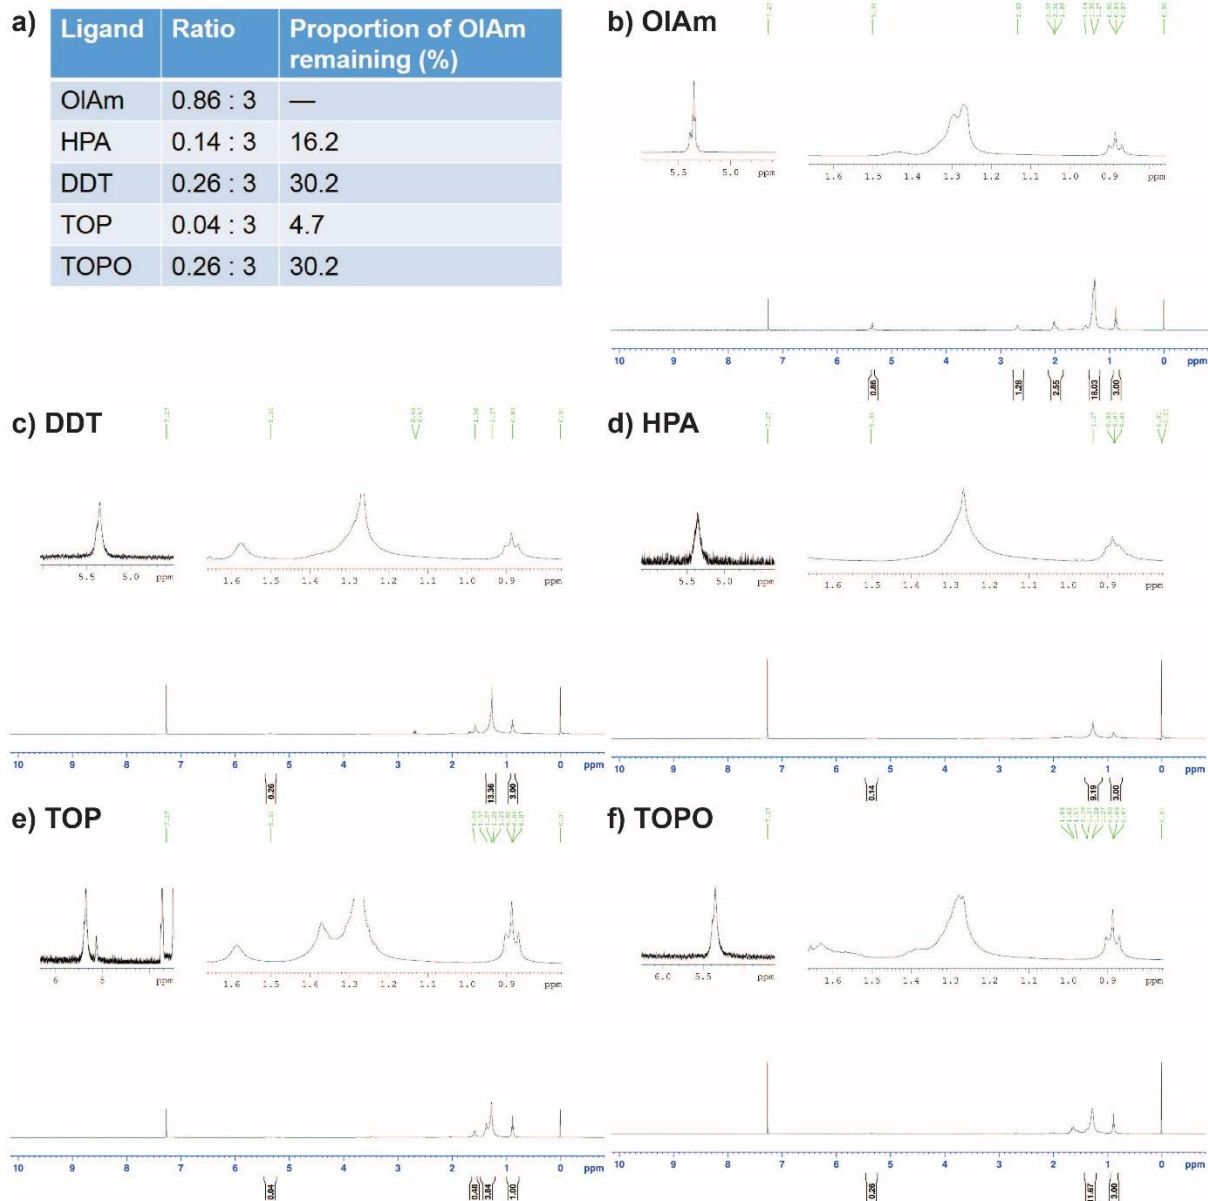 a)
Ligand Ratio Proportion of OlAm
remaining (%)
OlAm 0.86 : 3 —
HPA 0.14 : 3 16.2
DDT 0.26 : 3 30.2
TOP 0.04 : 3 4.7
TOPO 0.26 : 3 30.2
b) OlAm
7.27
5.5 5.0 ppm
1.6 1.5 1.4 1.3 1.2 1.1 1.0 0.9 ppm
10 9 8 7 6 5 4 3 2 1 0 ppm
0.86 1.28 2.55 18.03 3.00
c) DDT
7.27
5.5 5.0 ppm
1.6 1.5 1.4 1.3 1.2 1.1 1.0 0.9 ppm
10 9 8 7 6 5 4 3 2 1 0 ppm
0.26 13.36 3.00
d) HPA
7.27
5.5 5.0 ppm
1.6 1.5 1.4 1.3 1.2 1.1 1.0 0.9 ppm
10 9 8 7 6 5 4 3 2 1 0 ppm
0.14 9.19 3.00
e) TOP
7.27
6 5 ppm
1.6 1.5 1.4 1.3 1.2 1.1 1.0 0.9 ppm
10 9 8 7 6 5 4 3 2 1 0 ppm
0.04 0.48 3.84 1.00
f) TOPO
7.27
6.0 5.5 ppm
1.6 1.5 1.4 1.3 1.2 1.1 1.0 0.9 ppm
10 9 8 7 6 5 4 3 2 1 0 ppm
0.26 1.67 3.00